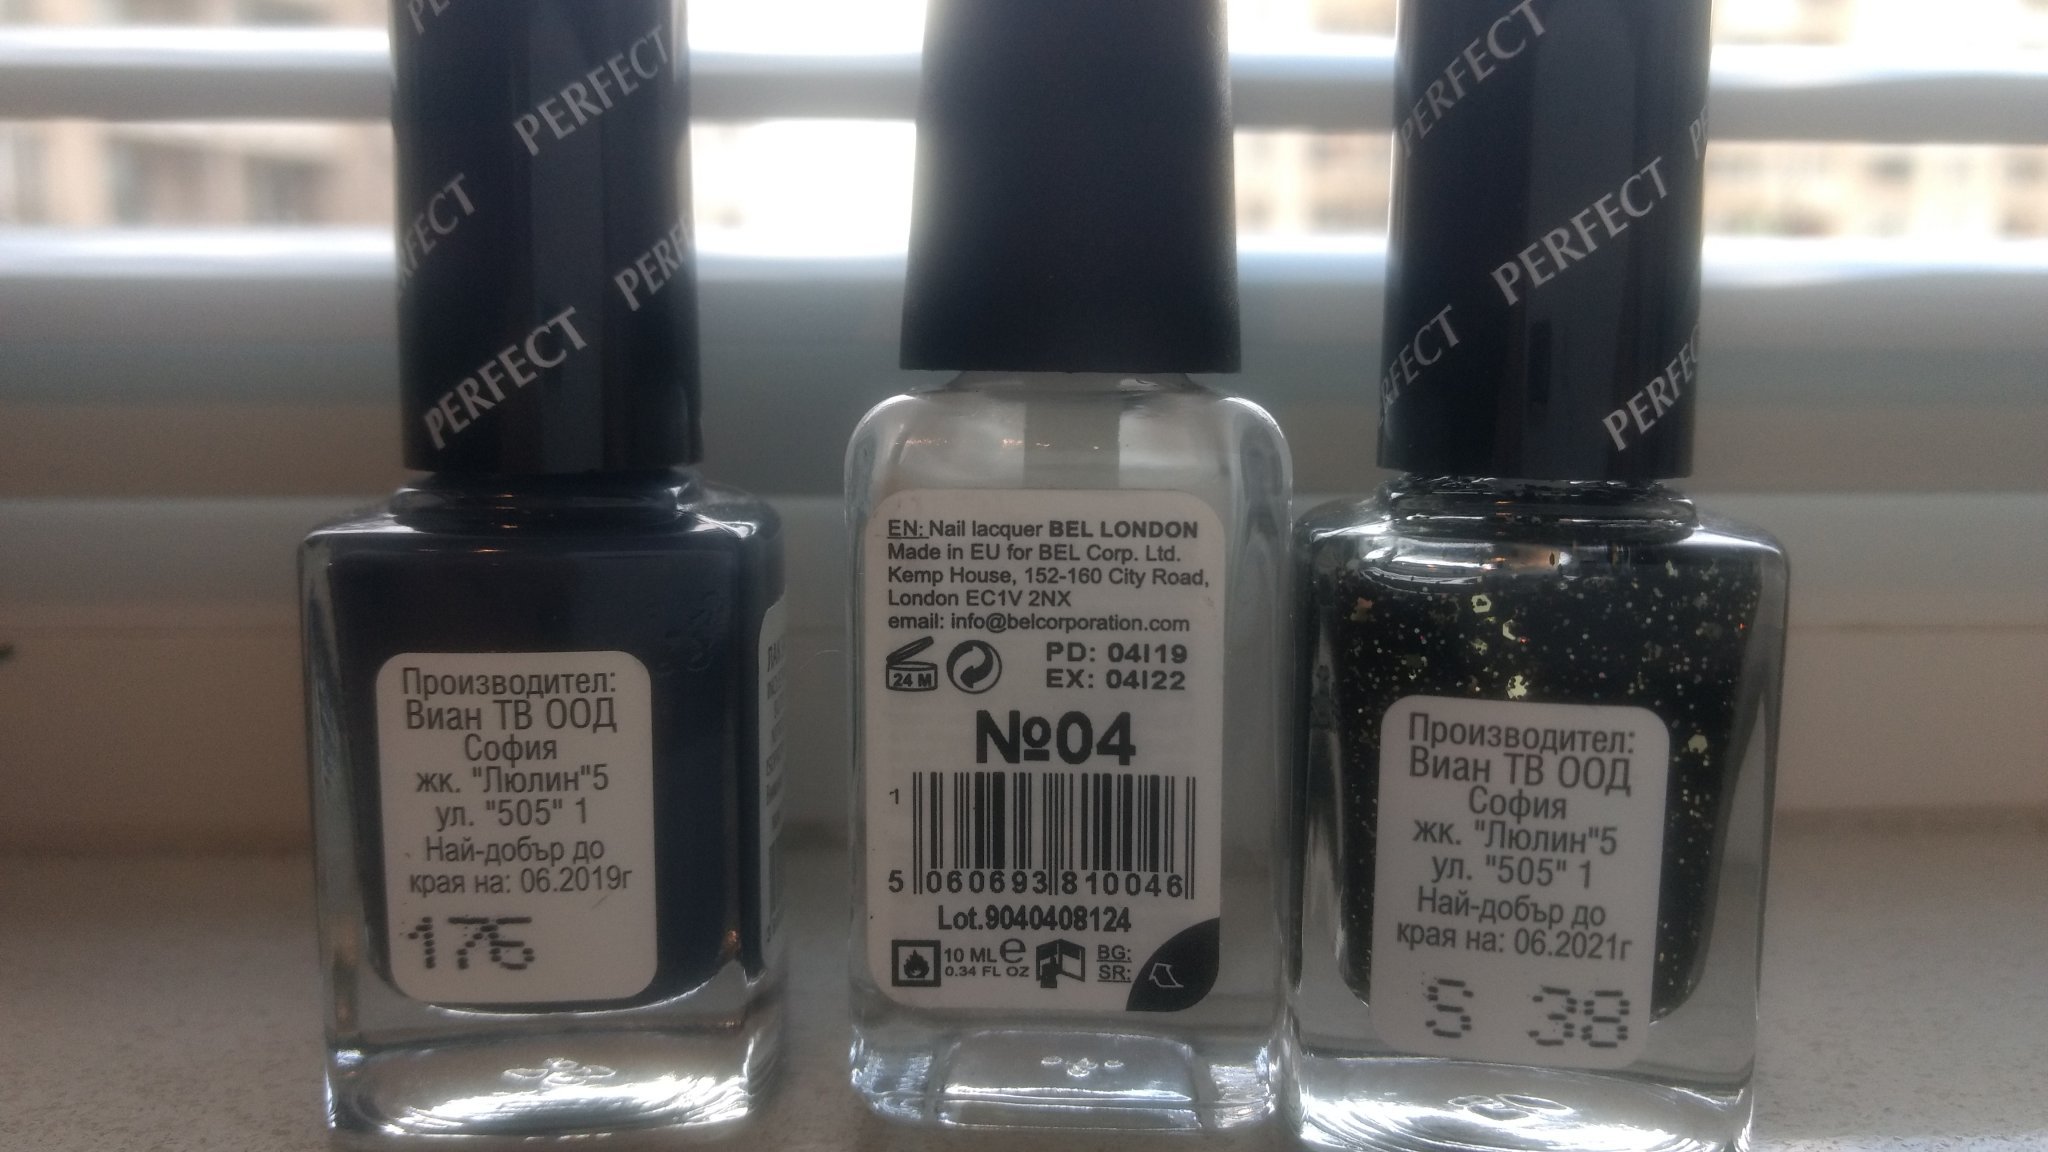 PERFECT
PERFECT
PERFECT
PERFECT
Производител:
Виан ТВ ООД
София
жк. "Люлин"5
ул. "505" 1
Най-добър до
края на: 06.2019г
176
EN: Nail lacquer BEL LONDON
Made in EU for BEL Corp. Ltd.
Kemp House, 152-160 City Road,
London EC1V 2NX
email: info@belcorporation.com
24 M
PD: 04I19
EX: 04I22
№04
1
5 060693 810046
Lot.9040408124
10 ML e
0.34 FL OZ
BG:
SR:
PERFECT
PERFECT
PERFECT
PERFECT
Производител:
Виан ТВ ООД
София
жк. "Люлин"5
ул. "505" 1
Най-добър до
края на: 06.2021г
S 38